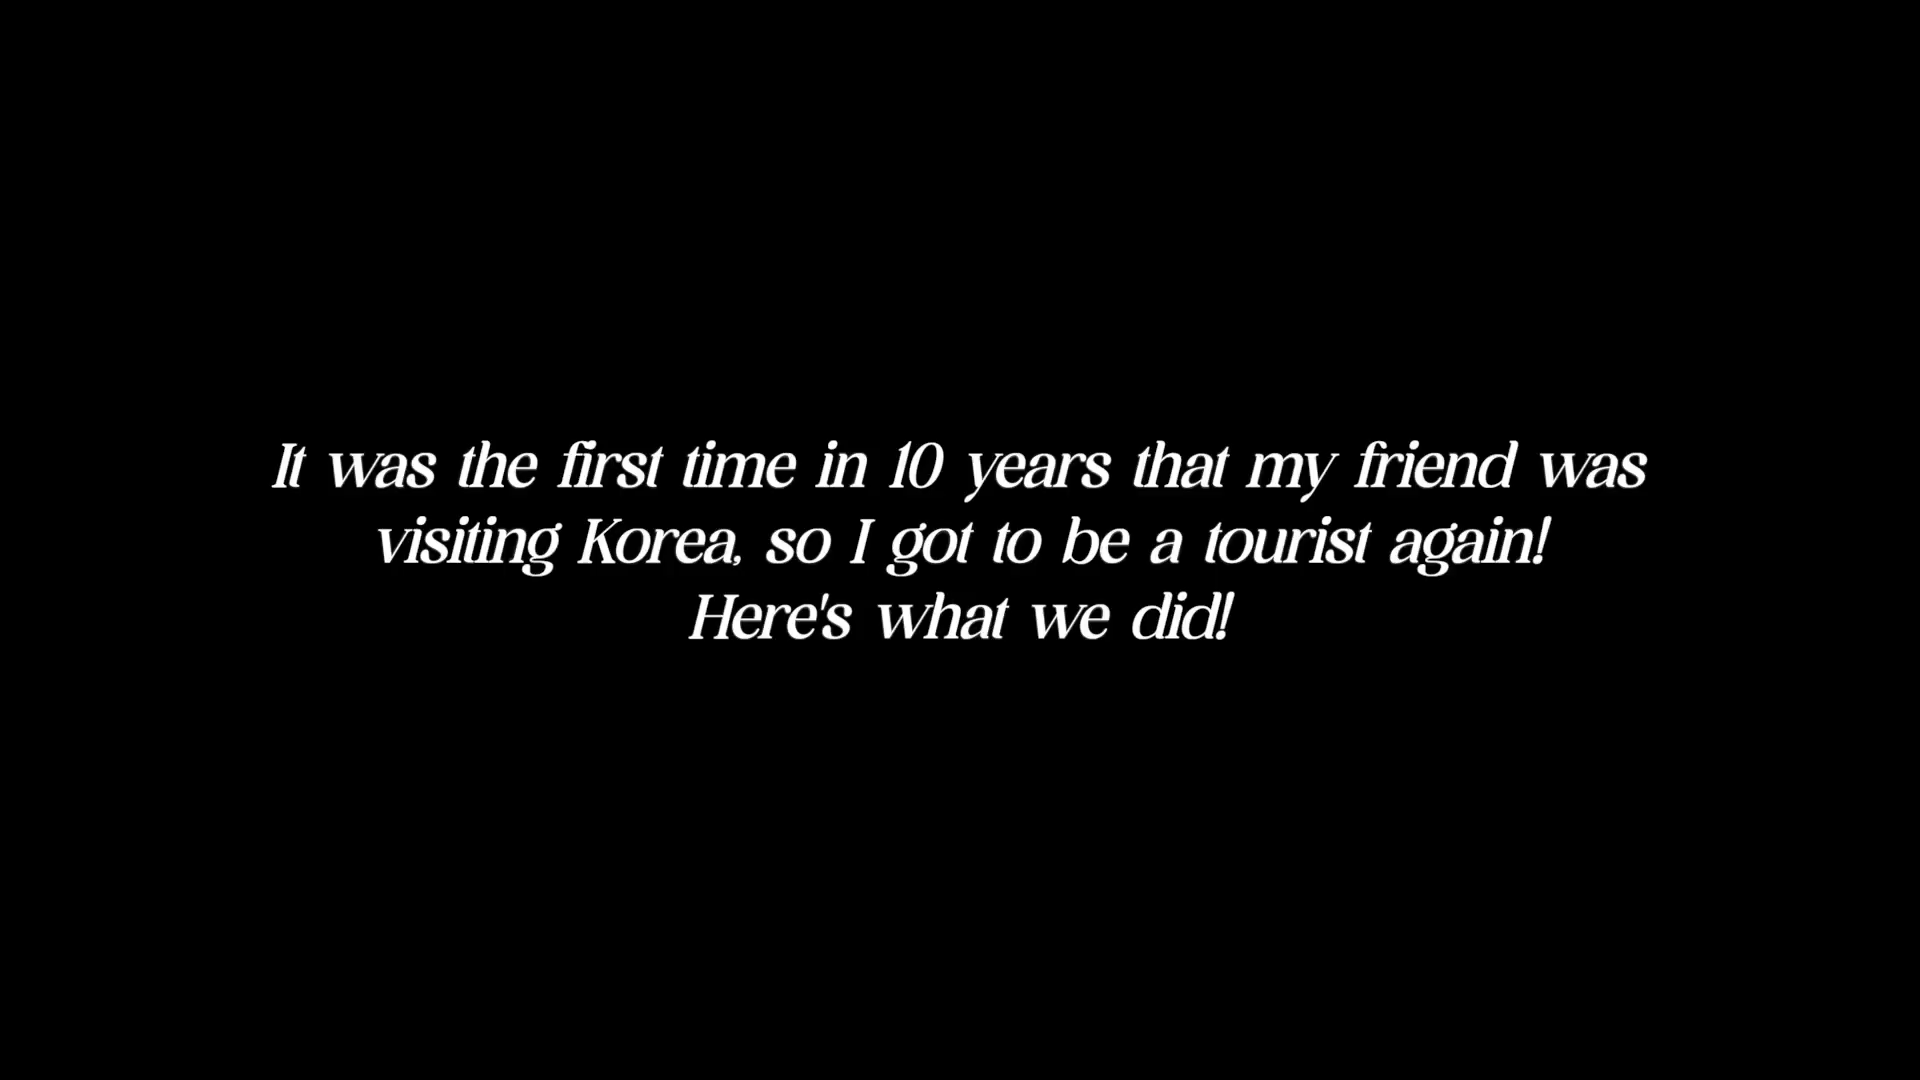 It was the first time in 10 years that my friend was
visiting Korea, so I got to be a tourist again!
Here's what we did!